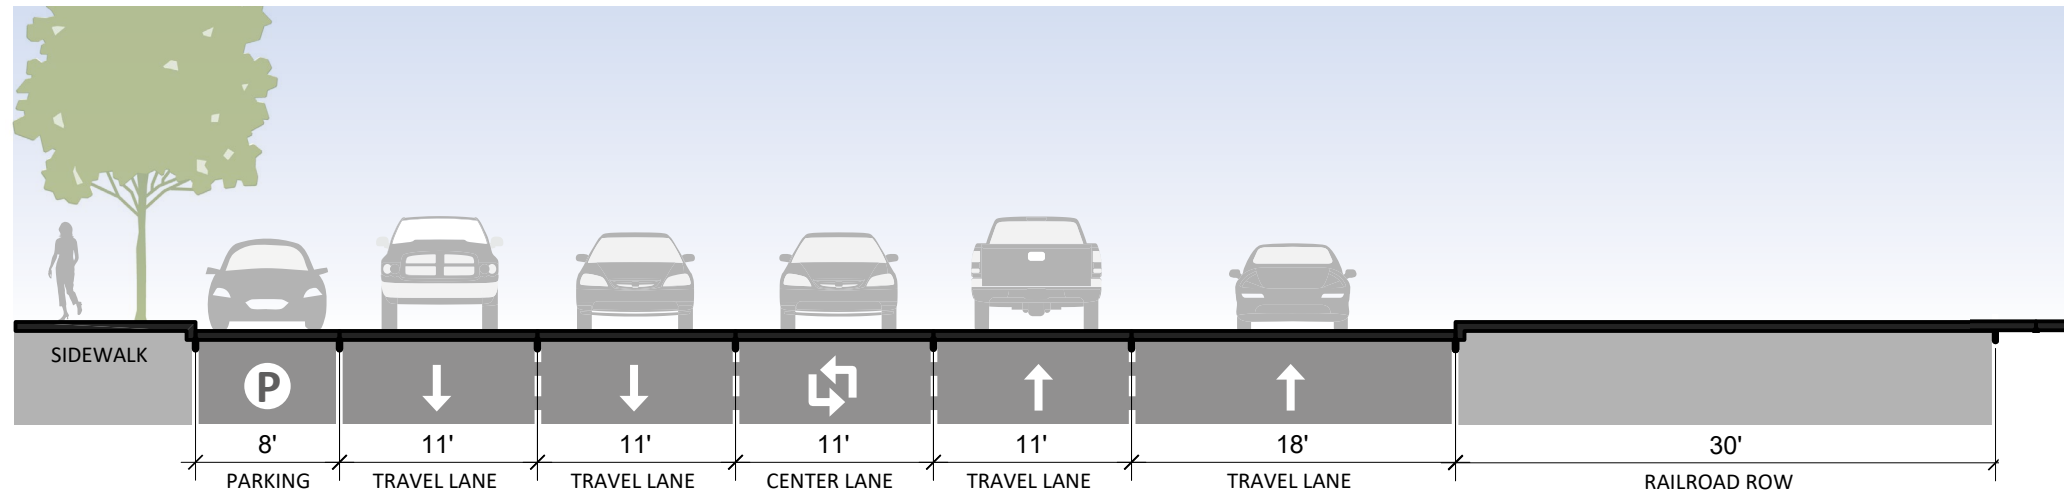 SIDEWALK
P
8' 11' 11' 11' 11' 18' 30'
PARKING TRAVEL LANE TRAVEL LANE CENTER LANE TRAVEL LANE TRAVEL LANE RAILROAD ROW